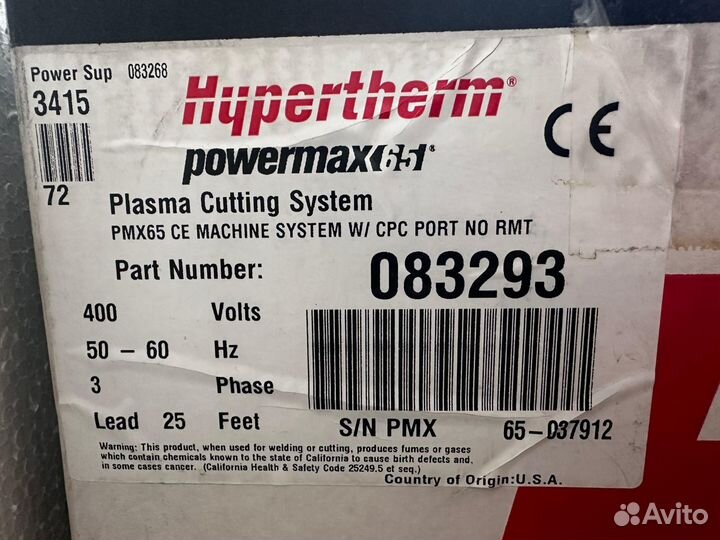 Power Sup 083268
3415
72
Hypertherm®
powermax65®
CE
Plasma Cutting System
PMX65 CE MACHINE SYSTEM W/ CPC PORT NO RMT
Part Number: 083293
400 Volts
50 - 60 Hz
3 Phase
Lead 25 Feet
S/N PMX 65-037912
Warning: This product, when used for welding or cutting, produces fumes or gases
which contain chemicals known to the state of California to cause birth defects and,
in some cases cancer. (California Health & Safety Code 25249.5 et seq.)
Country of Origin:U.S.A.
Avito